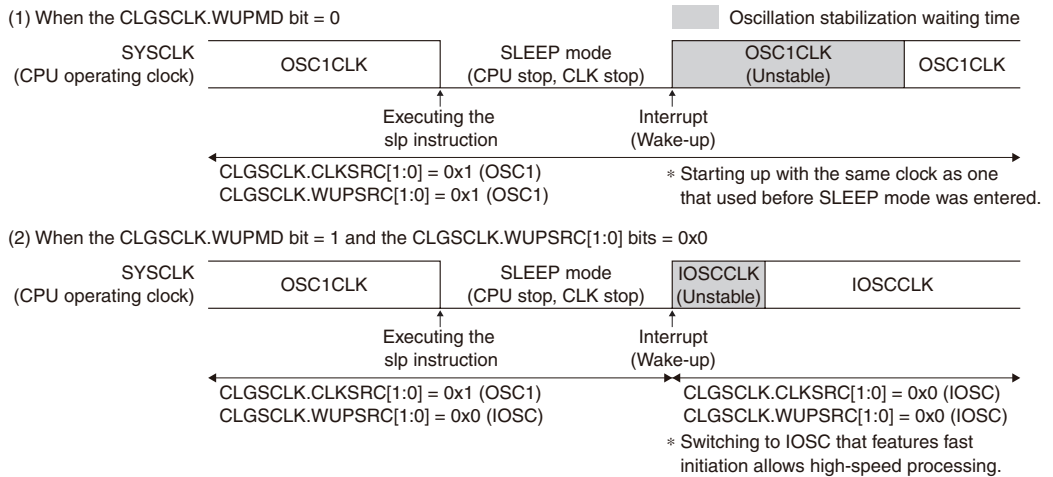 (1) When the CLGSCLK.WUPMD bit = 0
Oscillation stabilization waiting time
SYSCLK
(CPU operating clock)
OSC1CLK
SLEEP mode
(CPU stop, CLK stop)
OSC1CLK
(Unstable)
OSC1CLK
Executing the
slp instruction
Interrupt
(Wake-up)
CLGSCLK.CLKSRC[1:0] = 0x1 (OSC1)
CLGSCLK.WUPSRC[1:0] = 0x1 (OSC1)
* Starting up with the same clock as one
that used before SLEEP mode was entered.
(2) When the CLGSCLK.WUPMD bit = 1 and the CLGSCLK.WUPSRC[1:0] bits = 0x0
SYSCLK
(CPU operating clock)
OSC1CLK
SLEEP mode
(CPU stop, CLK stop)
IOSCCLK
(Unstable)
IOSCCLK
Executing the
slp instruction
Interrupt
(Wake-up)
CLGSCLK.CLKSRC[1:0] = 0x1 (OSC1)
CLGSCLK.WUPSRC[1:0] = 0x0 (IOSC)
CLGSCLK.CLKSRC[1:0] = 0x0 (IOSC)
CLGSCLK.WUPSRC[1:0] = 0x0 (IOSC)
* Switching to IOSC that features fast
initiation allows high-speed processing.